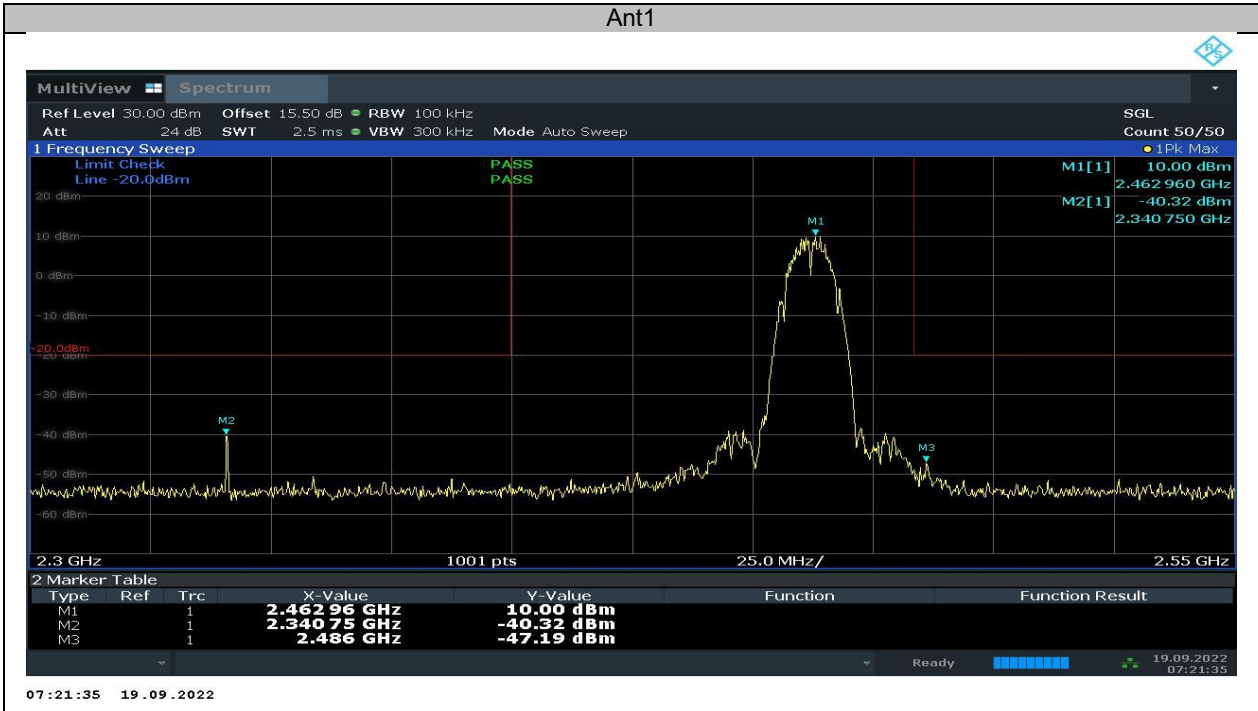 Ant1
R&S
MultiView Spectrum
Ref Level 30.00 dBm Offset 15.50 dB RBW 100 kHz SGL
Att 24 dB SWT 2.5 ms VBW 300 kHz Mode Auto Sweep Count 50/50
1 Frequency Sweep 1Pk Max
Limit Check PASS M1[1] 10.00 dBm
Line -20.0dBm PASS 2.462 960 GHz
20 dBm M2[1] -40.32 dBm
2.340 750 GHz
M1
10 dBm
0 dBm
-10 dBm
-20.0dBm
-20 dBm
-30 dBm
M2
-40 dBm
M3
-50 dBm
-60 dBm
2.3 GHz 1001 pts 25.0 MHz/ 2.55 GHz
2 Marker Table
Type Ref Trc X-Value Y-Value Function Function Result
M1 1 2.462 96 GHz 10.00 dBm
M2 1 2.340 75 GHz -40.32 dBm
M3 1 2.486 GHz -47.19 dBm
Ready 19.09.2022
07:21:35
07:21:35 19.09.2022